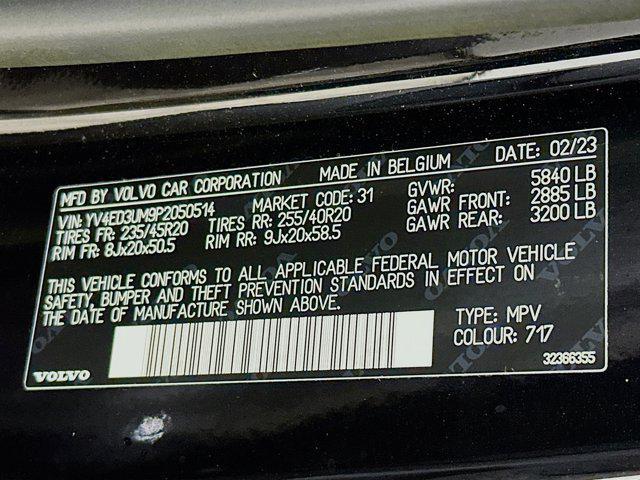 MFD BY VOLVO CAR CORPORATION MADE IN BELGIUM DATE: 02/23
VIN: YV4ED3UM9P2050514 MARKET CODE: 31 GVWR: 5840 LB
TIRES FR: 235/45R20 TIRES RR: 255/40R20 GAWR FRONT: 2885 LB
RIM FR: 8Jx20x50.5 RIM RR: 9Jx20x58.5 GAWR REAR: 3200 LB
THIS VEHICLE CONFORMS TO ALL APPLICABLE FEDERAL MOTOR VEHICLE
SAFETY, BUMPER AND THEFT PREVENTION STANDARDS IN EFFECT ON
THE DATE OF MANUFACTURE SHOWN ABOVE.
TYPE: MPV
COLOUR: 717
VOLVO 32366355